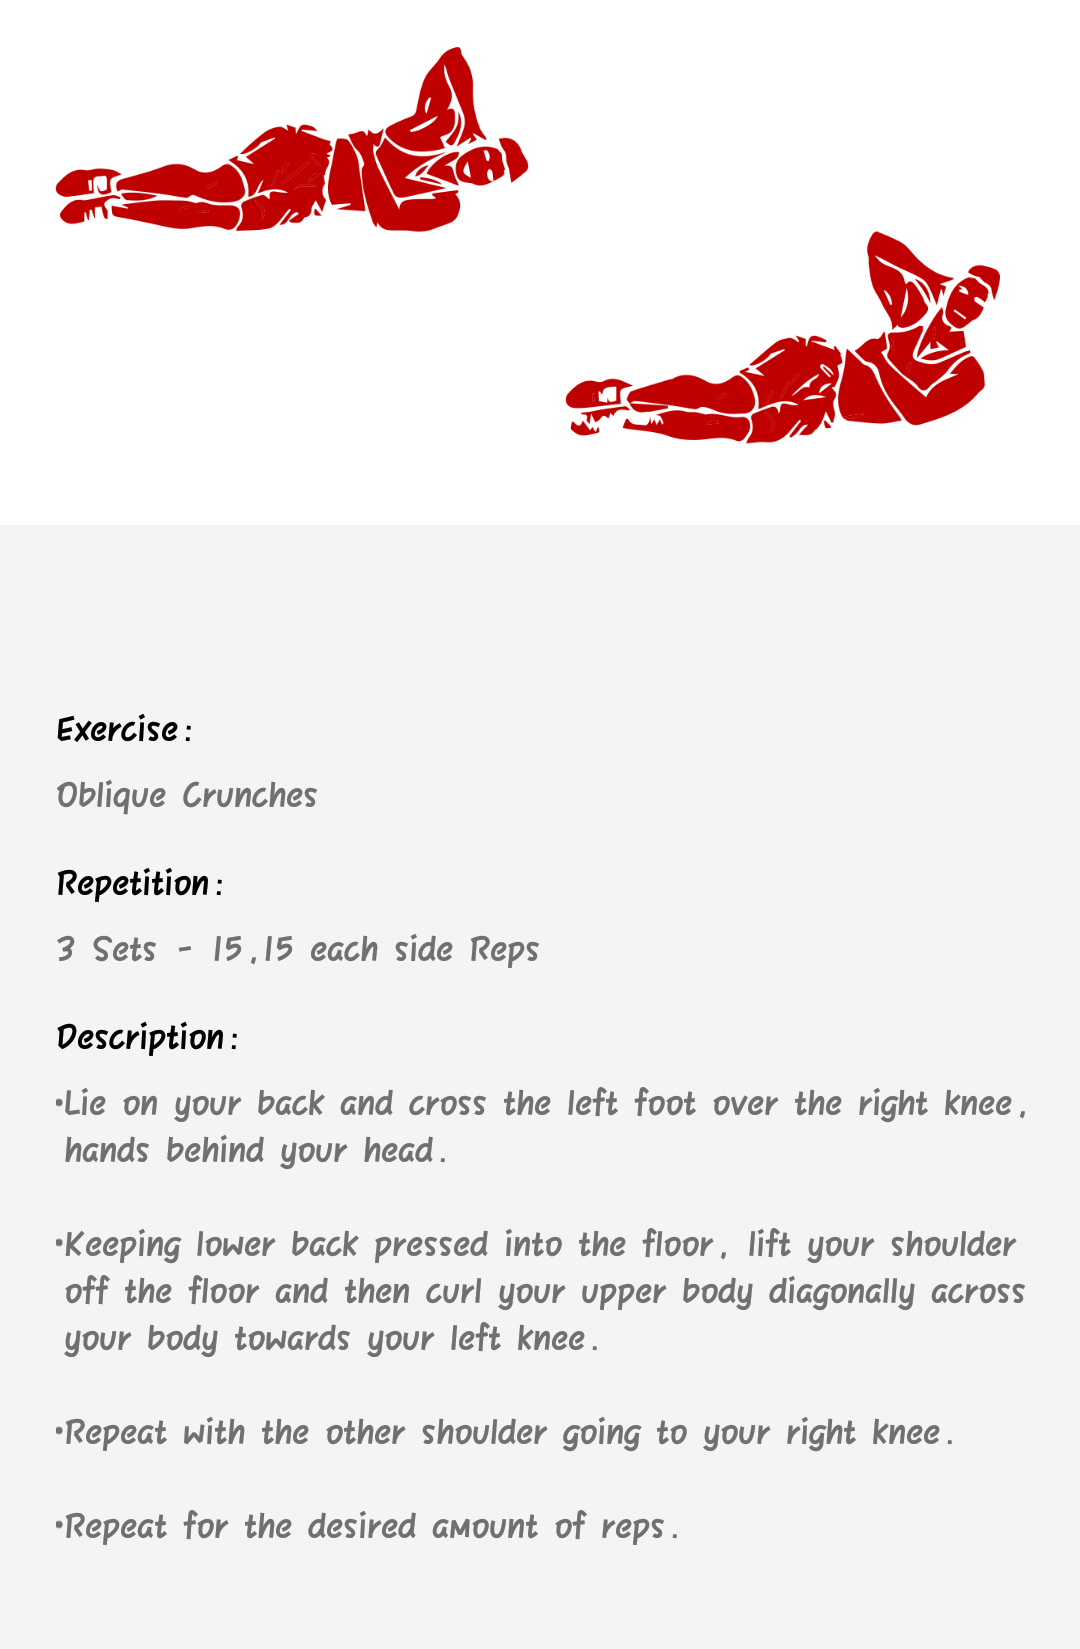 Exercise:
Oblique Crunches
Repetition:
3 Sets - 15,15 each side Reps
Description:
•Lie on your back and cross the left foot over the right knee,
hands behind your head.
•Keeping lower back pressed into the floor, lift your shoulder
off the floor and then curl your upper body diagonally across
your body towards your left knee.
•Repeat with the other shoulder going to your right knee.
•Repeat for the desired amount of reps.